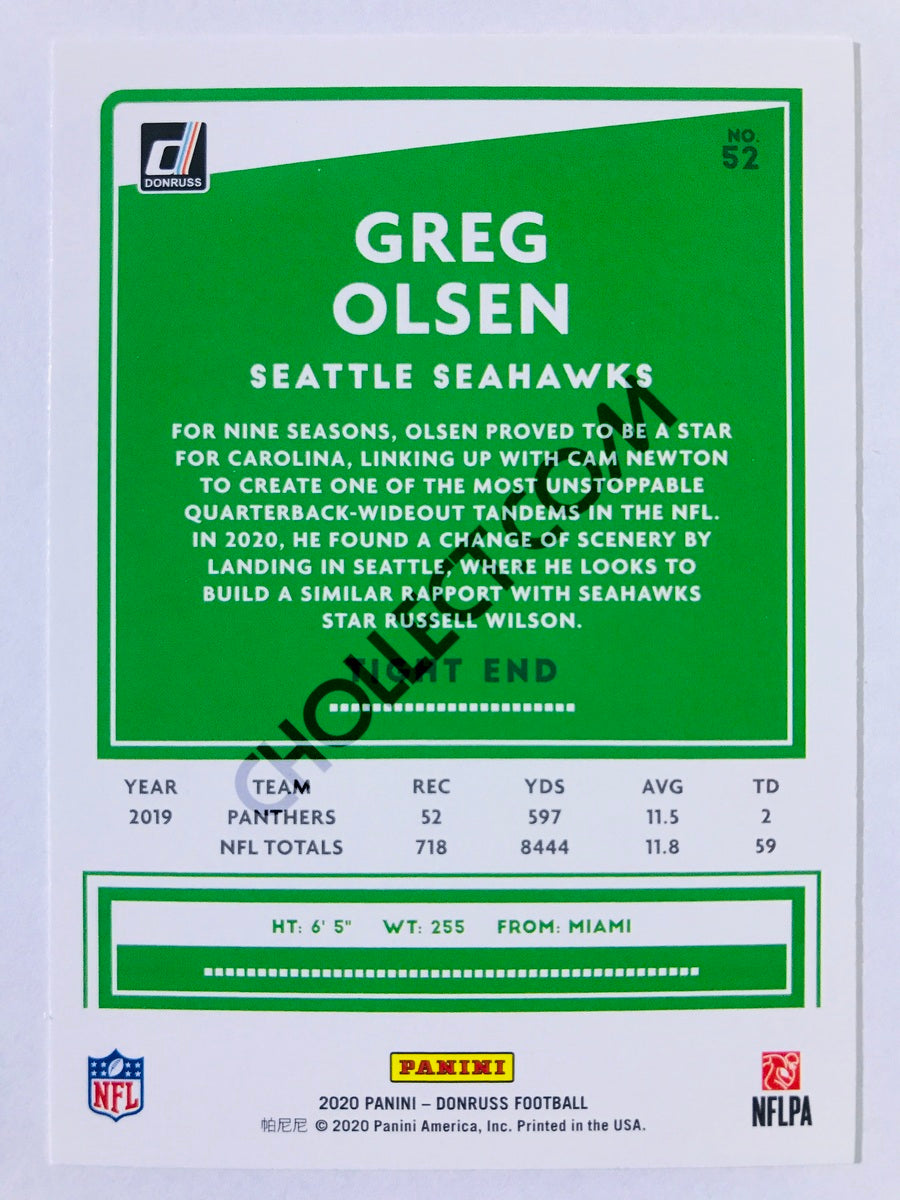 DONRUSS
NO.
52
GREG
OLSEN
SEATTLE SEAHAWKS
FOR NINE SEASONS, OLSEN PROVED TO BE A STAR
FOR CAROLINA, LINKING UP WITH CAM NEWTON
TO CREATE ONE OF THE MOST UNSTOPPABLE
QUARTERBACK-WIDEOUT TANDEMS IN THE NFL.
IN 2020, HE FOUND A CHANGE OF SCENERY BY
LANDING IN SEATTLE, WHERE HE LOOKS TO
BUILD A SIMILAR RAPPORT WITH SEAHAWKS
STAR RUSSELL WILSON.
TIGHT END
CHOLLECT.COM
YEAR TEAM REC YDS AVG TD
2019 PANTHERS 52 597 11.5 2
NFL TOTALS 718 8444 11.8 59
HT: 6' 5" WT: 255 FROM: MIAMI
NFL
PANINI
NFLPA
2020 PANINI – DONRUSS FOOTBALL
帕尼尼 © 2020 Panini America, Inc. Printed in the USA.